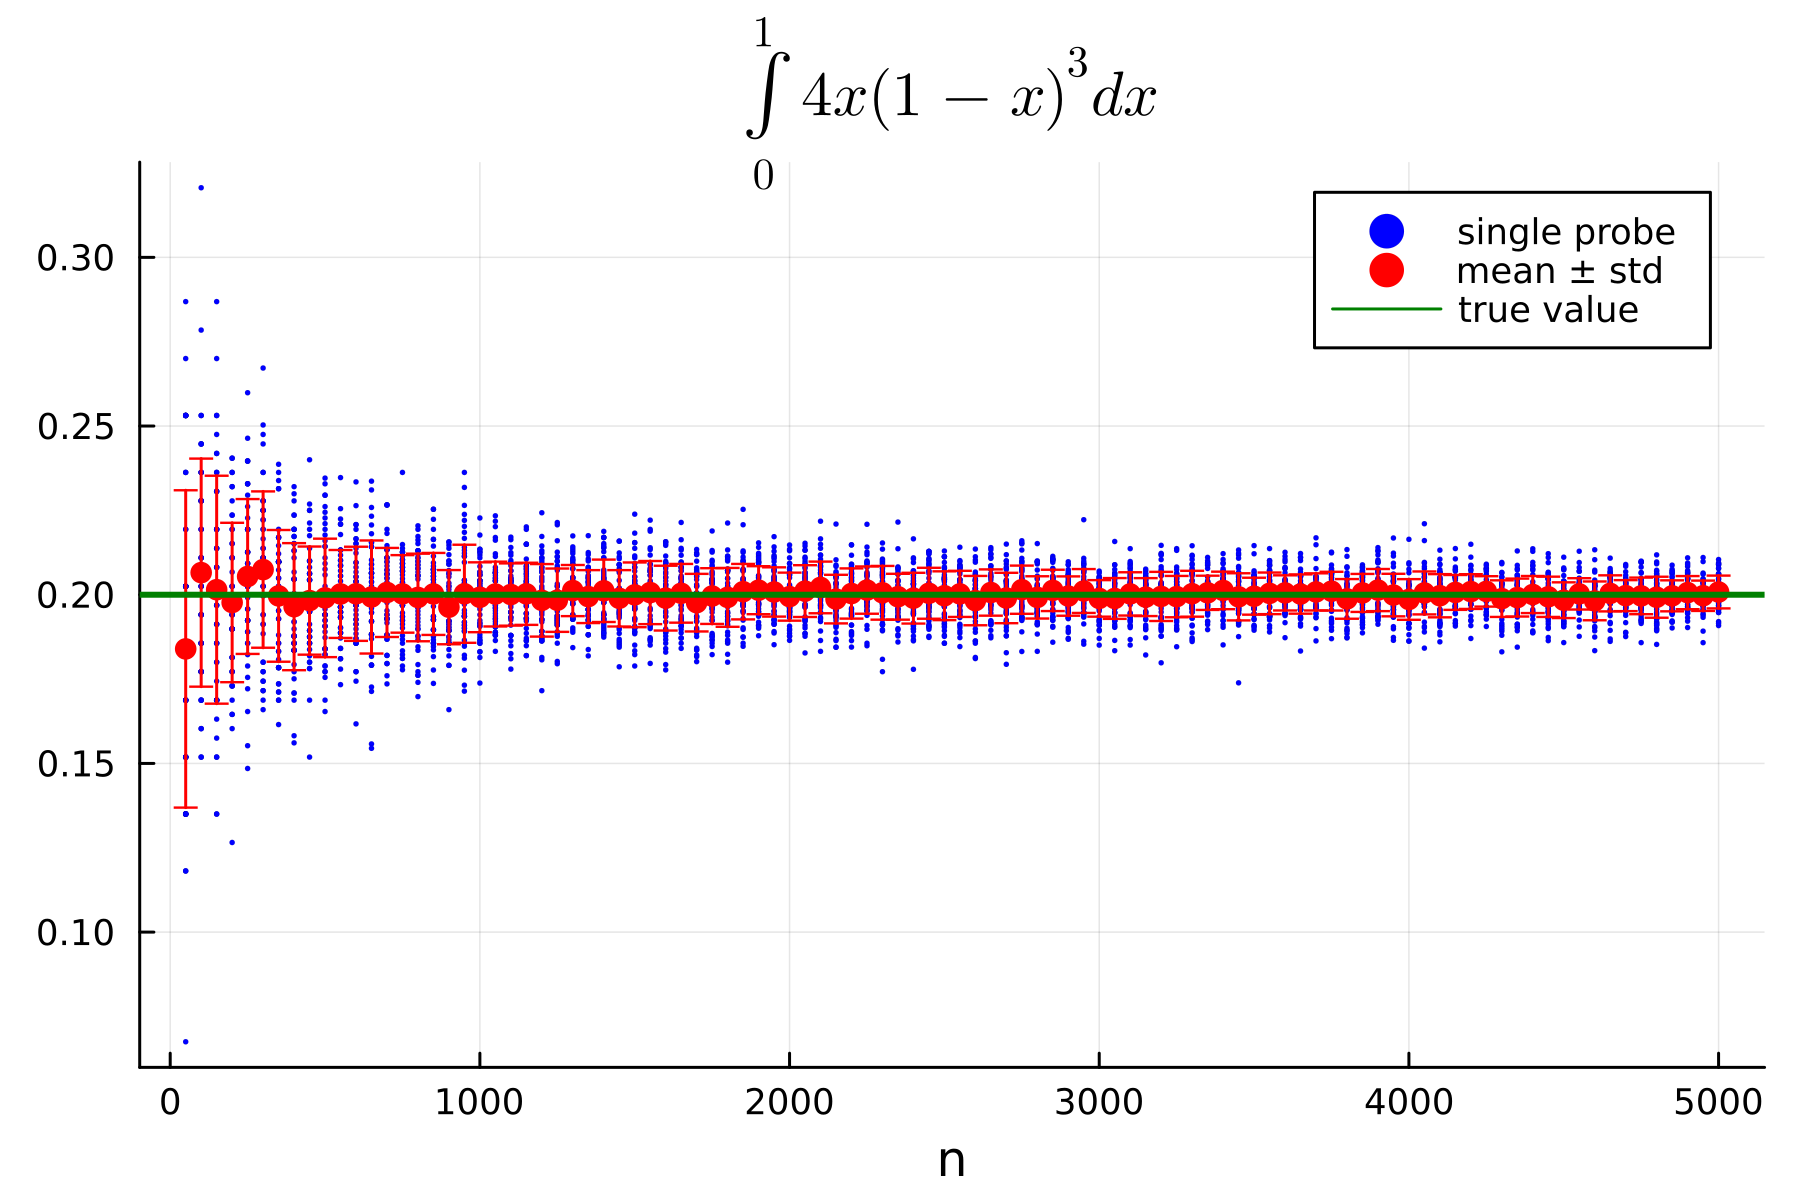 ∫₀¹ 4x(1 − x)³dx
single probe
mean ± std
true value
0.30
0.25
0.20
0.15
0.10
0 1000 2000 3000 4000 5000
n